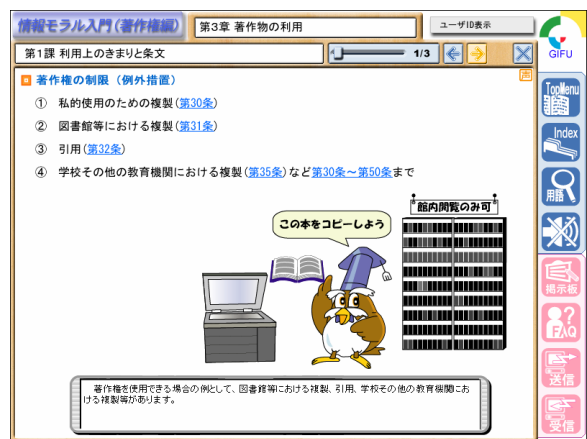 情報モラル入門(著作権編)
第3章 著作物の利用
ユーザID表示
第1課 利用上のきまりと条文
1/3
GIFU
著作権の制限（例外措置）
声
① 私的使用のための複製(第30条)
② 図書館等における複製(第31条)
③ 引用(第32条)
④ 学校その他の教育機関における複製(第35条)など第30条～第50条まで
館内閲覧のみ可
この本をコピーしよう
TopMenu
Index
用語
掲示板
?
FAQ
送信
受信
著作権を使用できる場合の例として、図書館等における複製、引用、学校その他の教育機関にお
ける複製等があります。